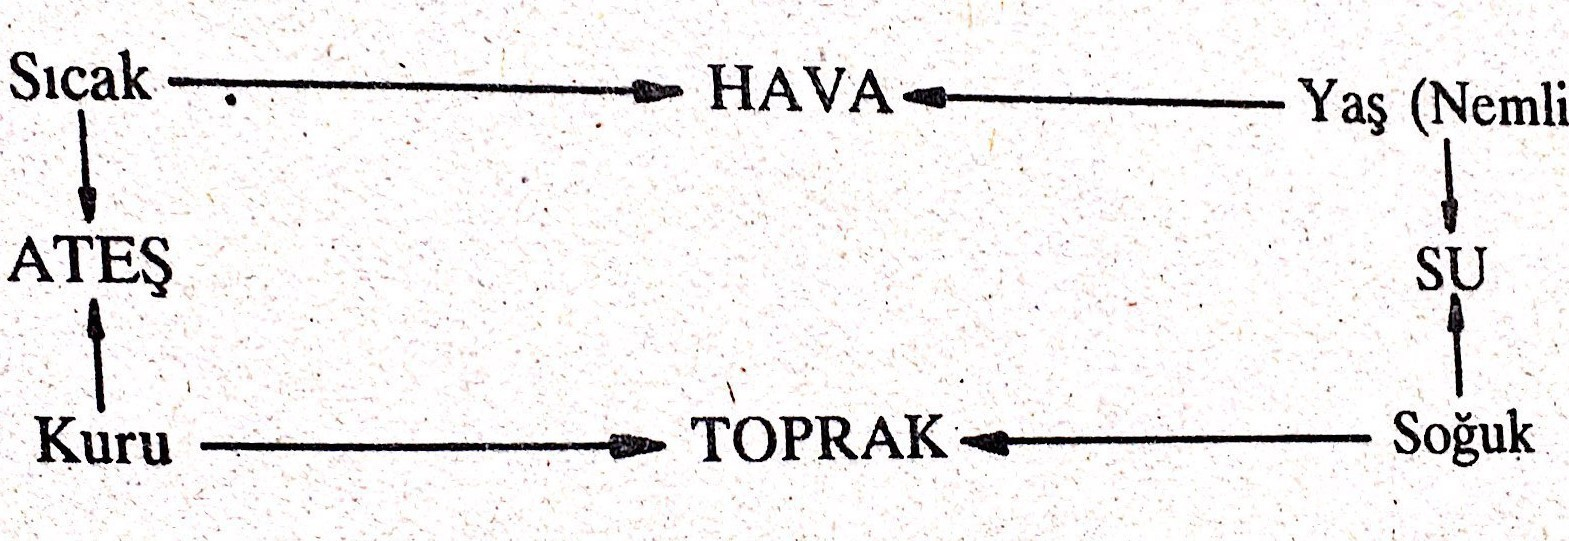 Sıcak HAVA Yaş (Nemli
ATEŞ SU
Kuru TOPRAK Soğuk